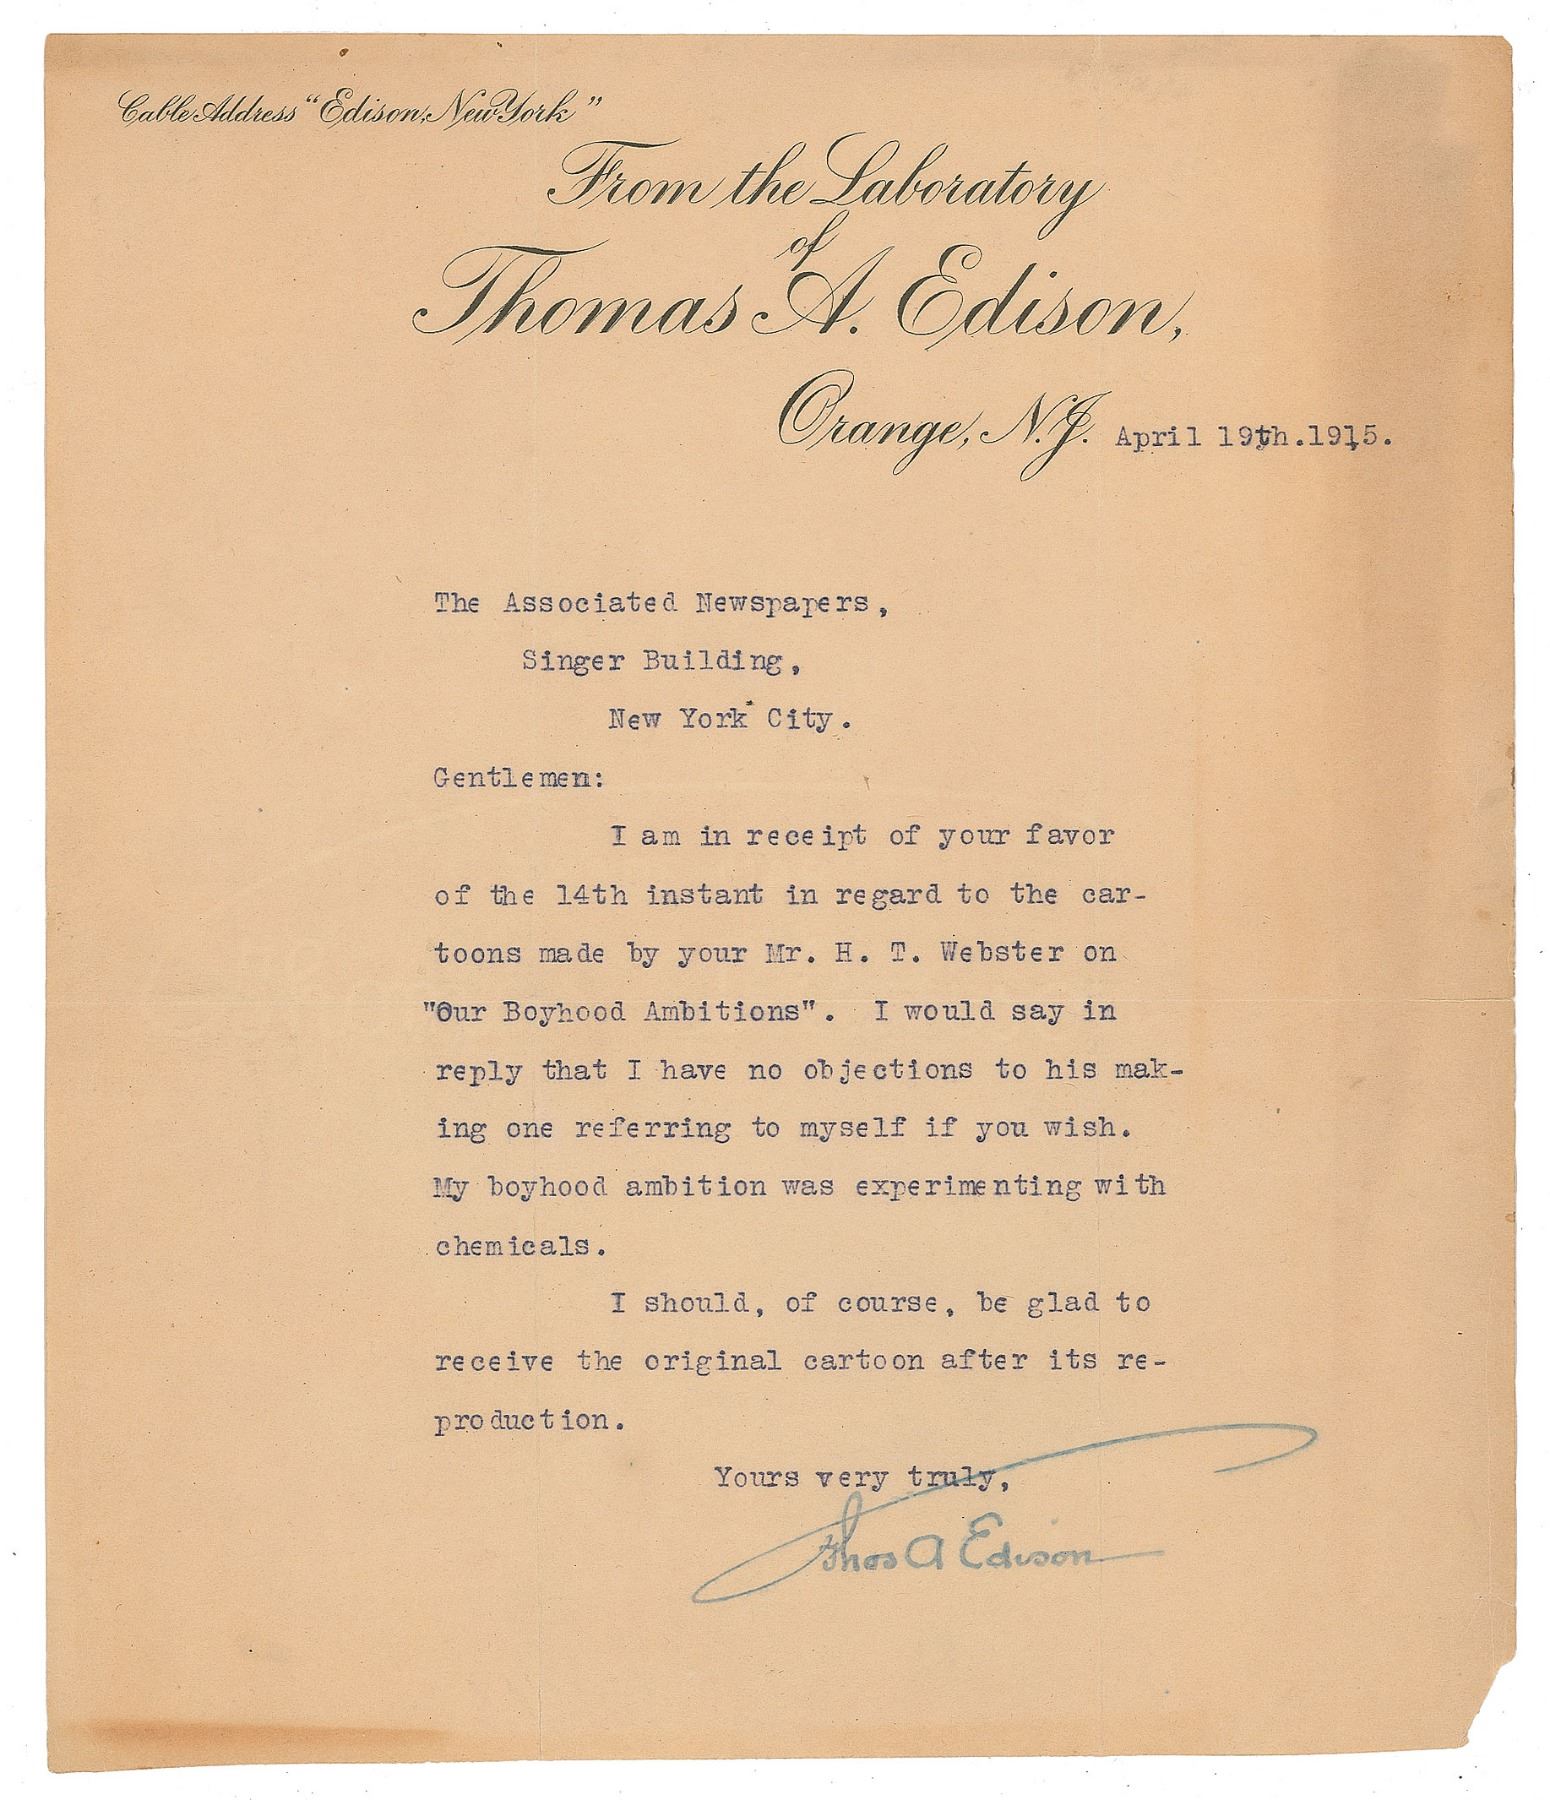 Cable Address "Edison, New York"
From the Laboratory
of
Thomas A. Edison,
Orange, N.J. April 19th.1915.
The Associated Newspapers,
Singer Building,
New York City.
Gentlemen:
I am in receipt of your favor
of the 14th instant in regard to the car-
toons made by your Mr. H. T. Webster on
"Our Boyhood Ambitions". I would say in
reply that I have no objections to his mak-
ing one referring to myself if you wish.
My boyhood ambition was experimenting with
chemicals.
I should, of course, be glad to
receive the original cartoon after its re-
production.
Yours very truly,
Thos A Edison